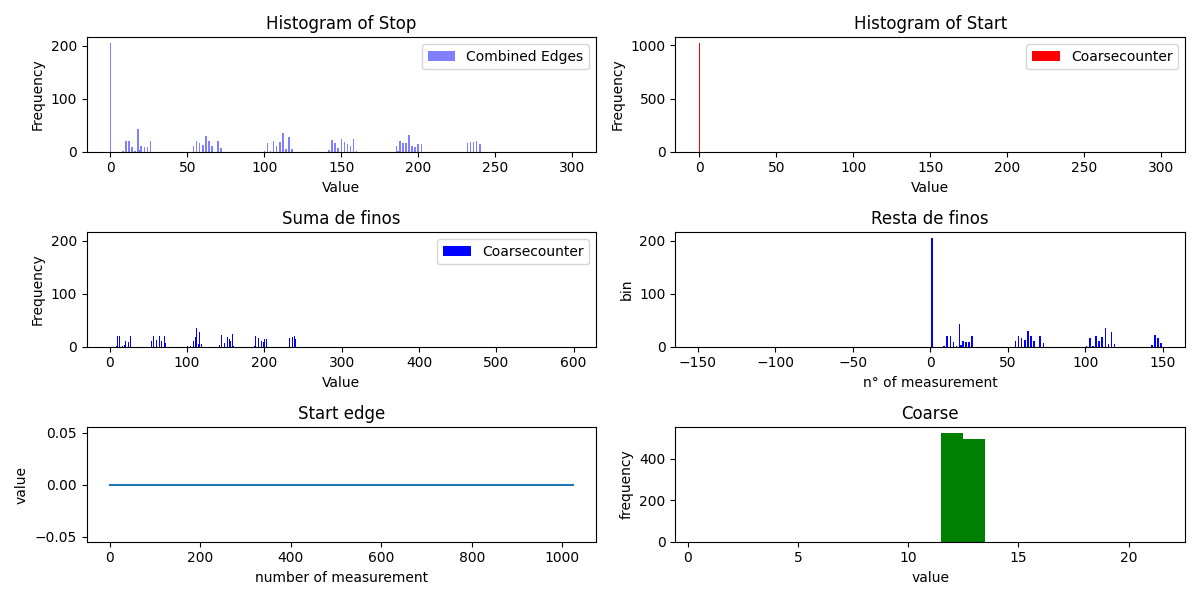 Histogram of Stop
Frequency
200
100
0
Combined Edges
0 50 100 150 200 250 300
Value
Histogram of Start
Frequency
1000
500
0
Coarsecounter
0 50 100 150 200 250 300
Value
Suma de finos
Frequency
200
100
0
Coarsecounter
0 100 200 300 400 500 600
Value
Resta de finos
bin
200
100
0
−150 −100 −50 0 50 100 150
n° of measurement
Start edge
value
0.05
0.00
−0.05
0 200 400 600 800 1000
number of measurement
Coarse
frequency
400
200
0
0 5 10 15 20
value